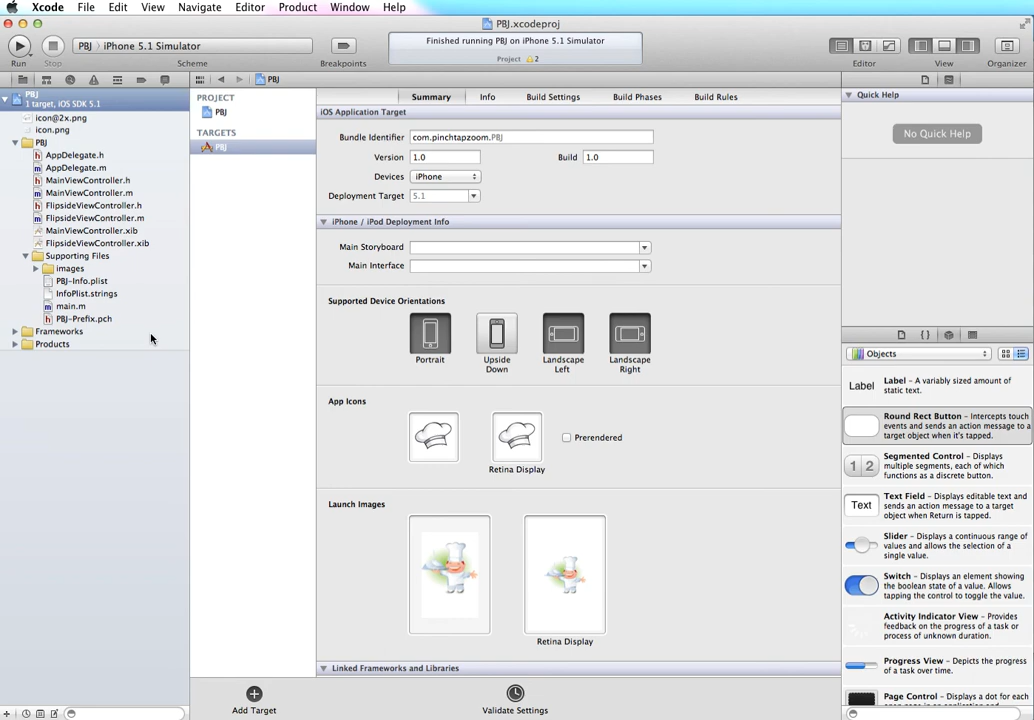 Xcode File Edit View Navigate Editor Product Window Help
PBJ.xcodeproj
PBJ iPhone 5.1 Simulator
Finished running PBJ on iPhone 5.1 Simulator
Project 2
Run Stop Scheme Breakpoints Editor View Organizer
PBJ
1 target, iOS SDK 5.1
icon@2x.png
icon.png
PBJ
AppDelegate.h
AppDelegate.m
MainViewController.h
MainViewController.m
FlipsideViewController.h
FlipsideViewController.m
MainViewController.xib
FlipsideViewController.xib
Supporting Files
images
PBJ-Info.plist
InfoPlist.strings
main.m
PBJ-Prefix.pch
Frameworks
Products
PBJ
PROJECT
PBJ
TARGETS
PBJ
Add Target
Summary Info Build Settings Build Phases Build Rules
iOS Application Target
Bundle Identifier com.pinchtapzoom.PBJ
Version 1.0 Build 1.0
Devices iPhone
Deployment Target 5.1
iPhone / iPod Deployment Info
Main Storyboard
Main Interface
Supported Device Orientations
Portrait
Upside
Down
Landscape
Left
Landscape
Right
App Icons
Prerendered
Retina Display
Launch Images
Retina Display
Linked Frameworks and Libraries
Validate Settings
Quick Help
No Quick Help
Objects
Label
Label – A variably sized amount of
static text.
Round Rect Button – Intercepts touch
events and sends an action message to a
target object when it's tapped.
1 2
Segmented Control – Displays
multiple segments, each of which
functions as a discrete button.
Text
Text Field – Displays editable text and
sends an action message to a target
object when Return is tapped.
Slider – Displays a continuous range of
values and allows the selection of a
single value.
Switch – Displays an element showing
the boolean state of a value. Allows
tapping the control to toggle the value.
Activity Indicator View – Provides
feedback on the progress of a task or
process of unknown duration.
Progress View – Depicts the progress
of a task over time.
Page Control – Displays a dot for each